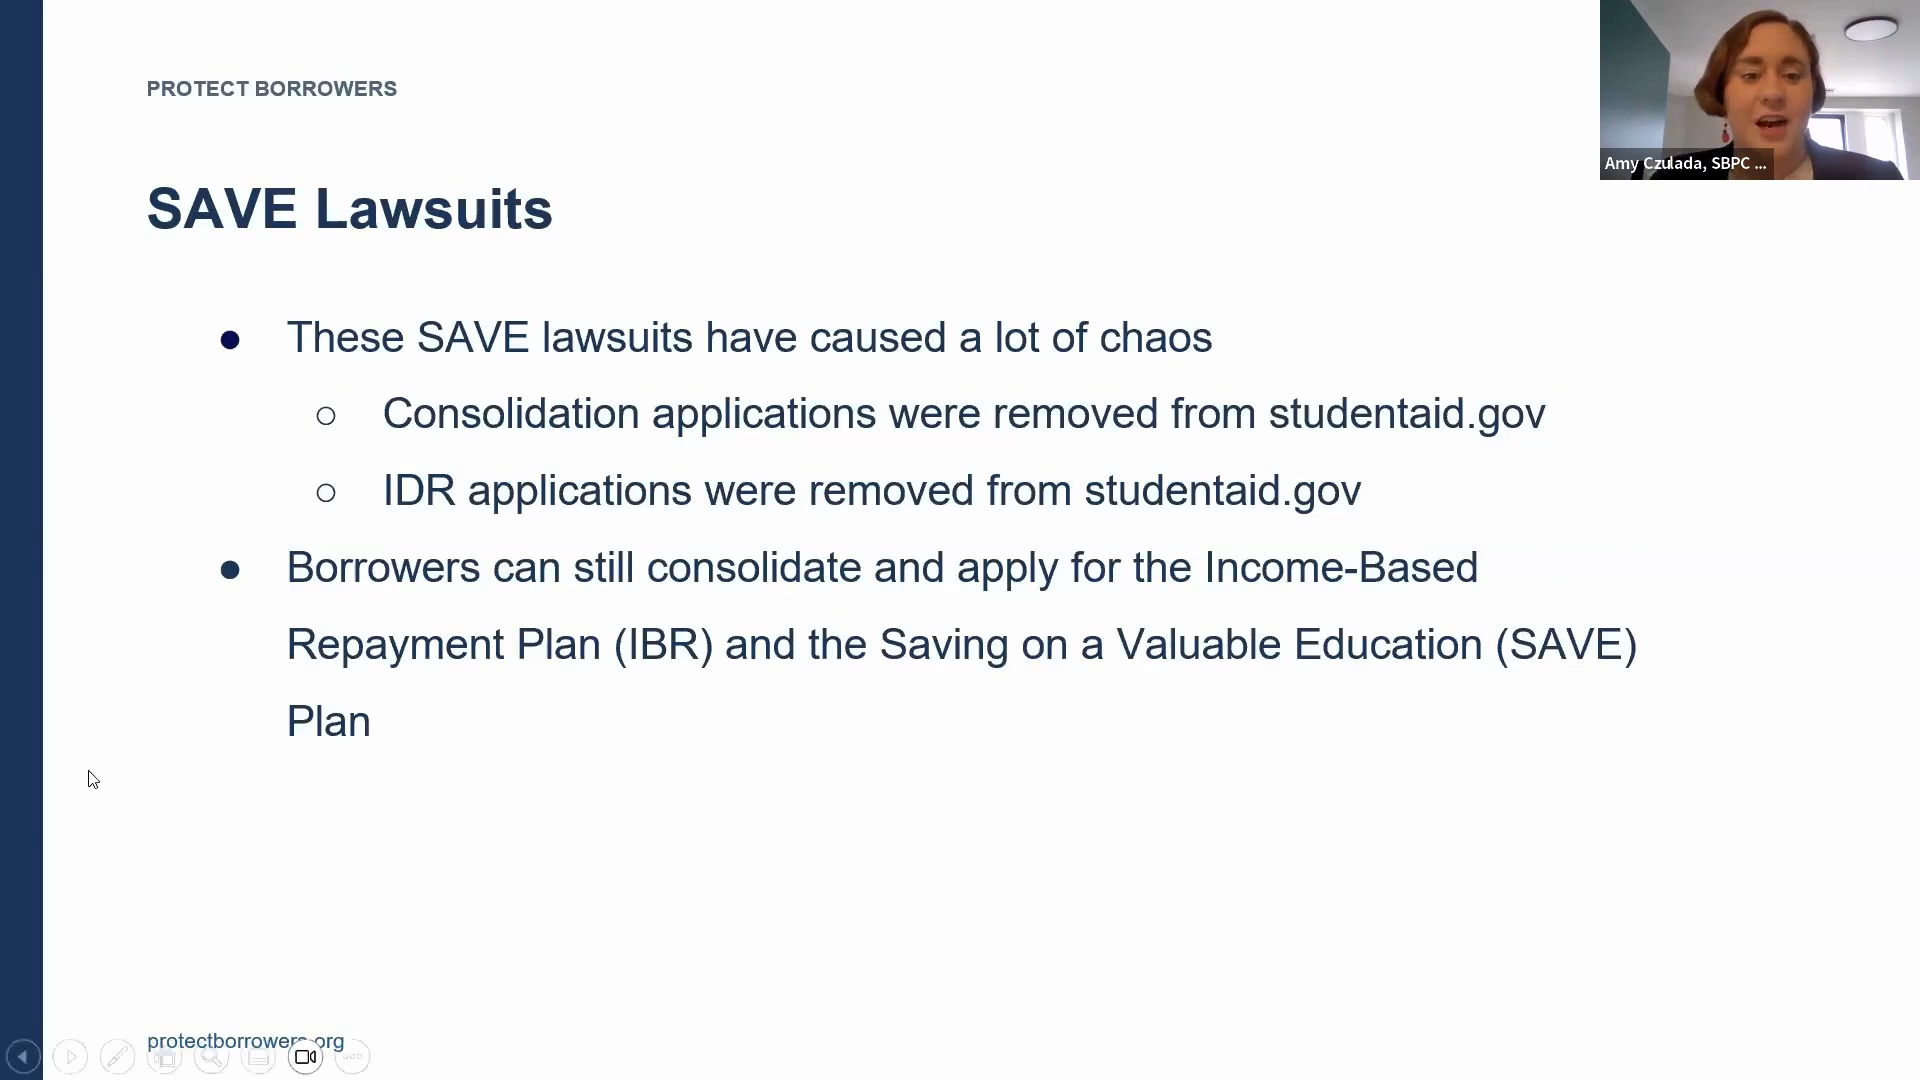 PROTECT BORROWERS
Amy Czulada, SBPC ...
SAVE Lawsuits
● These SAVE lawsuits have caused a lot of chaos
○ Consolidation applications were removed from studentaid.gov
○ IDR applications were removed from studentaid.gov
● Borrowers can still consolidate and apply for the Income-Based
Repayment Plan (IBR) and the Saving on a Valuable Education (SAVE)
Plan
protectborrowers.org